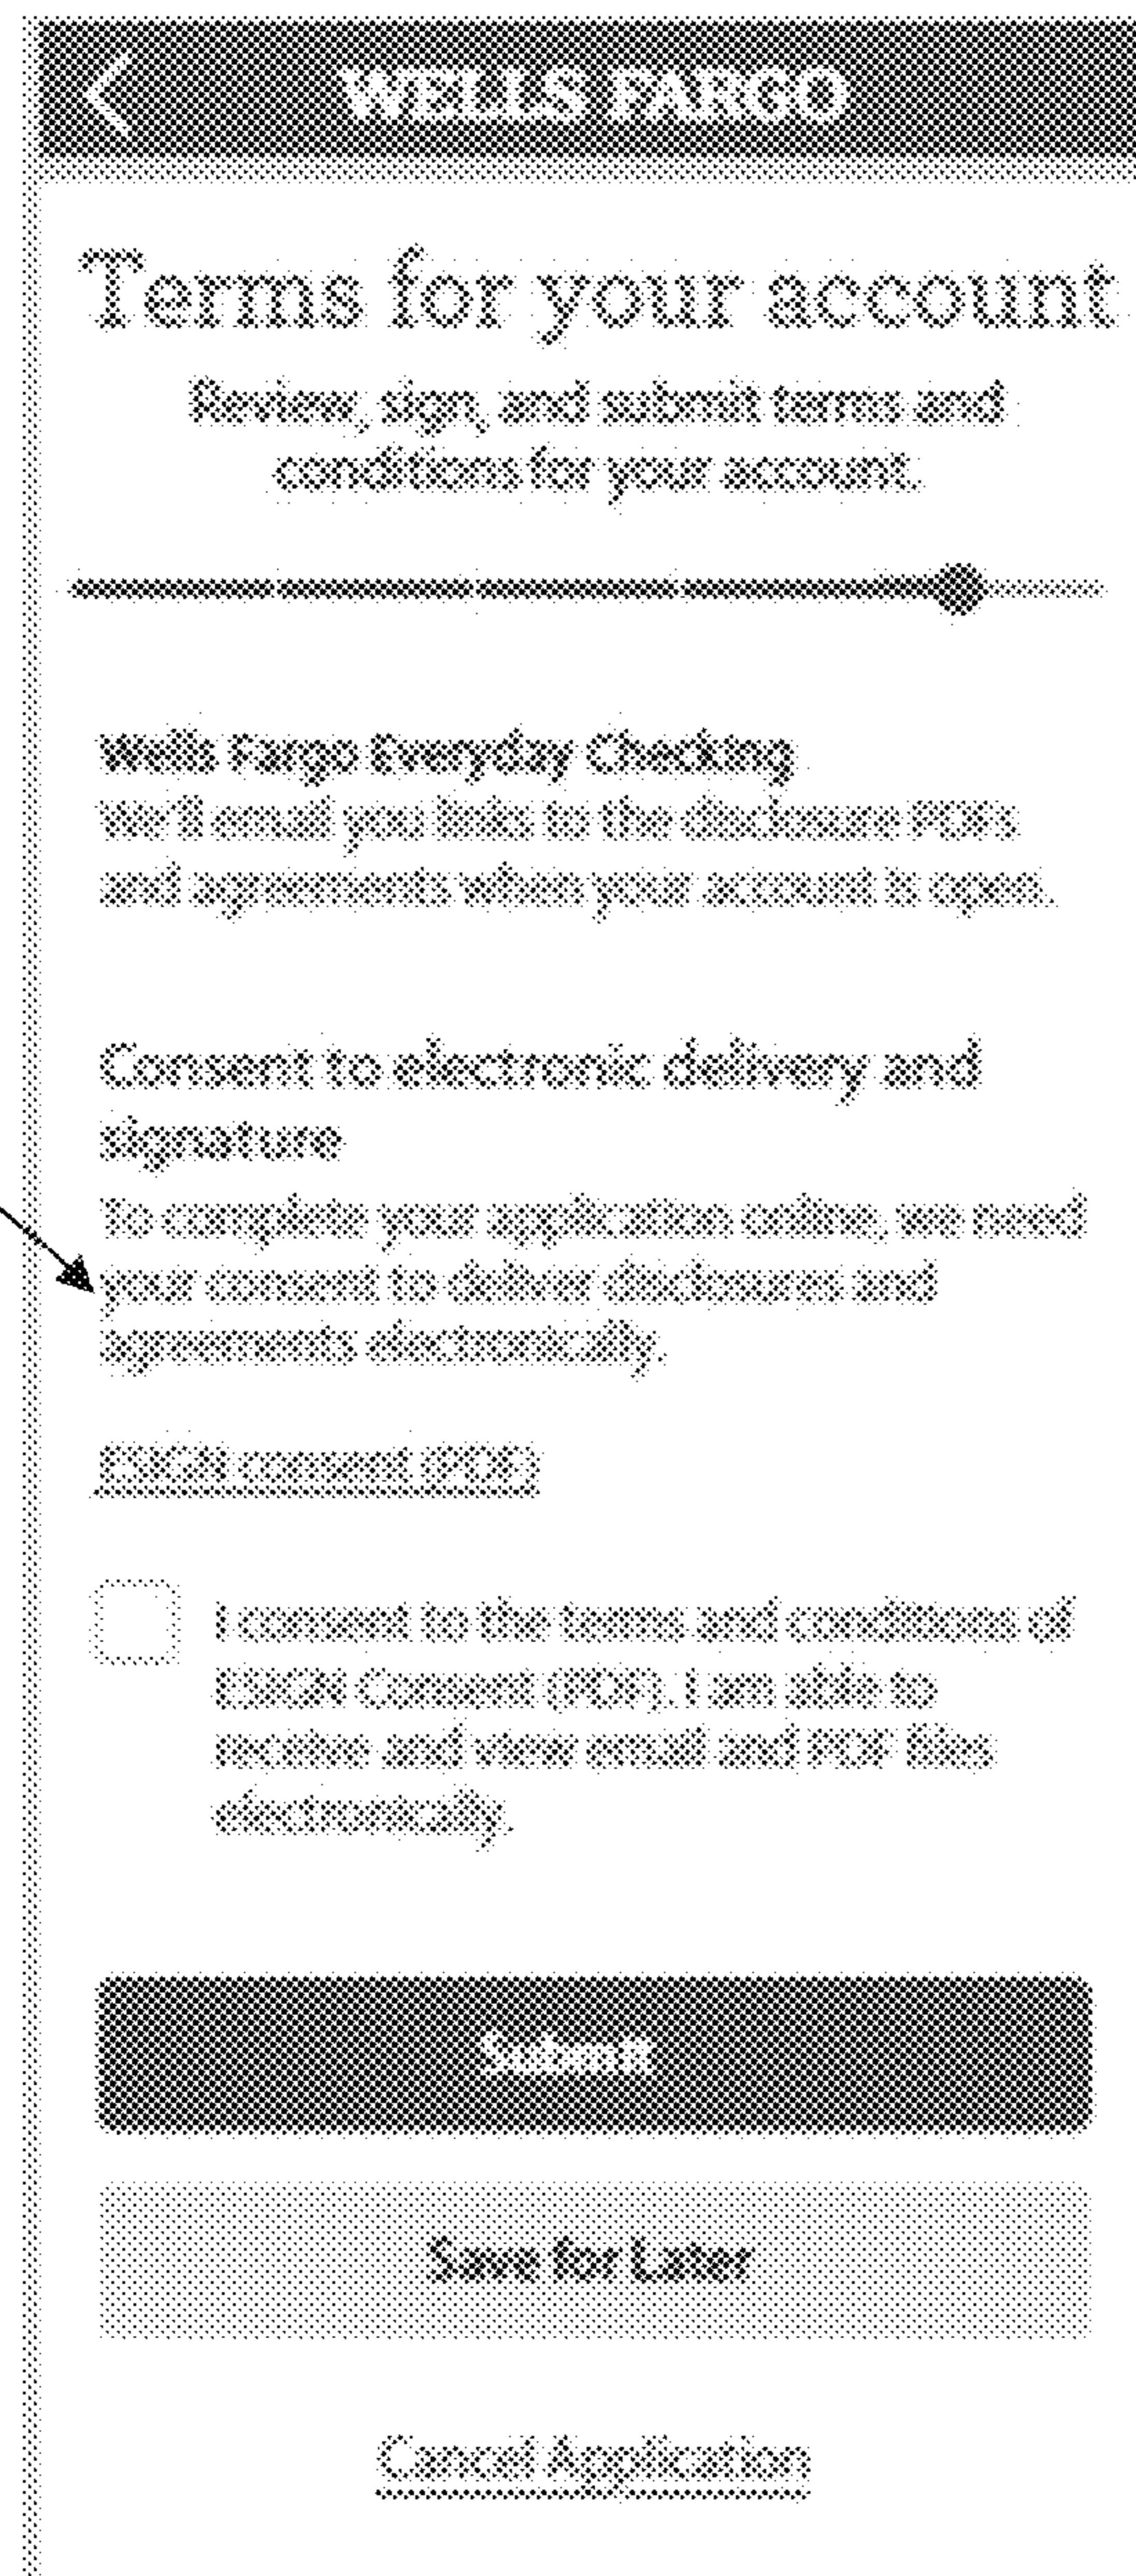 WELLS FARGO
Terms for your account
Review, sign, and submit terms and
conditions for your account.
Wells Fargo Everyday Checking
We'll email you links to the disclosure PDFs
and agreements when your account is open.
Consent to electronic delivery and
signature
To complete your application online, we need
your consent to deliver disclosures and
agreements electronically.
ESIGN consent (PDF)
I consent to the terms and conditions of
ESIGN Consent (PDF). I am able to
receive and view email and PDF files
electronically.
Submit
Save for Later
Cancel Application